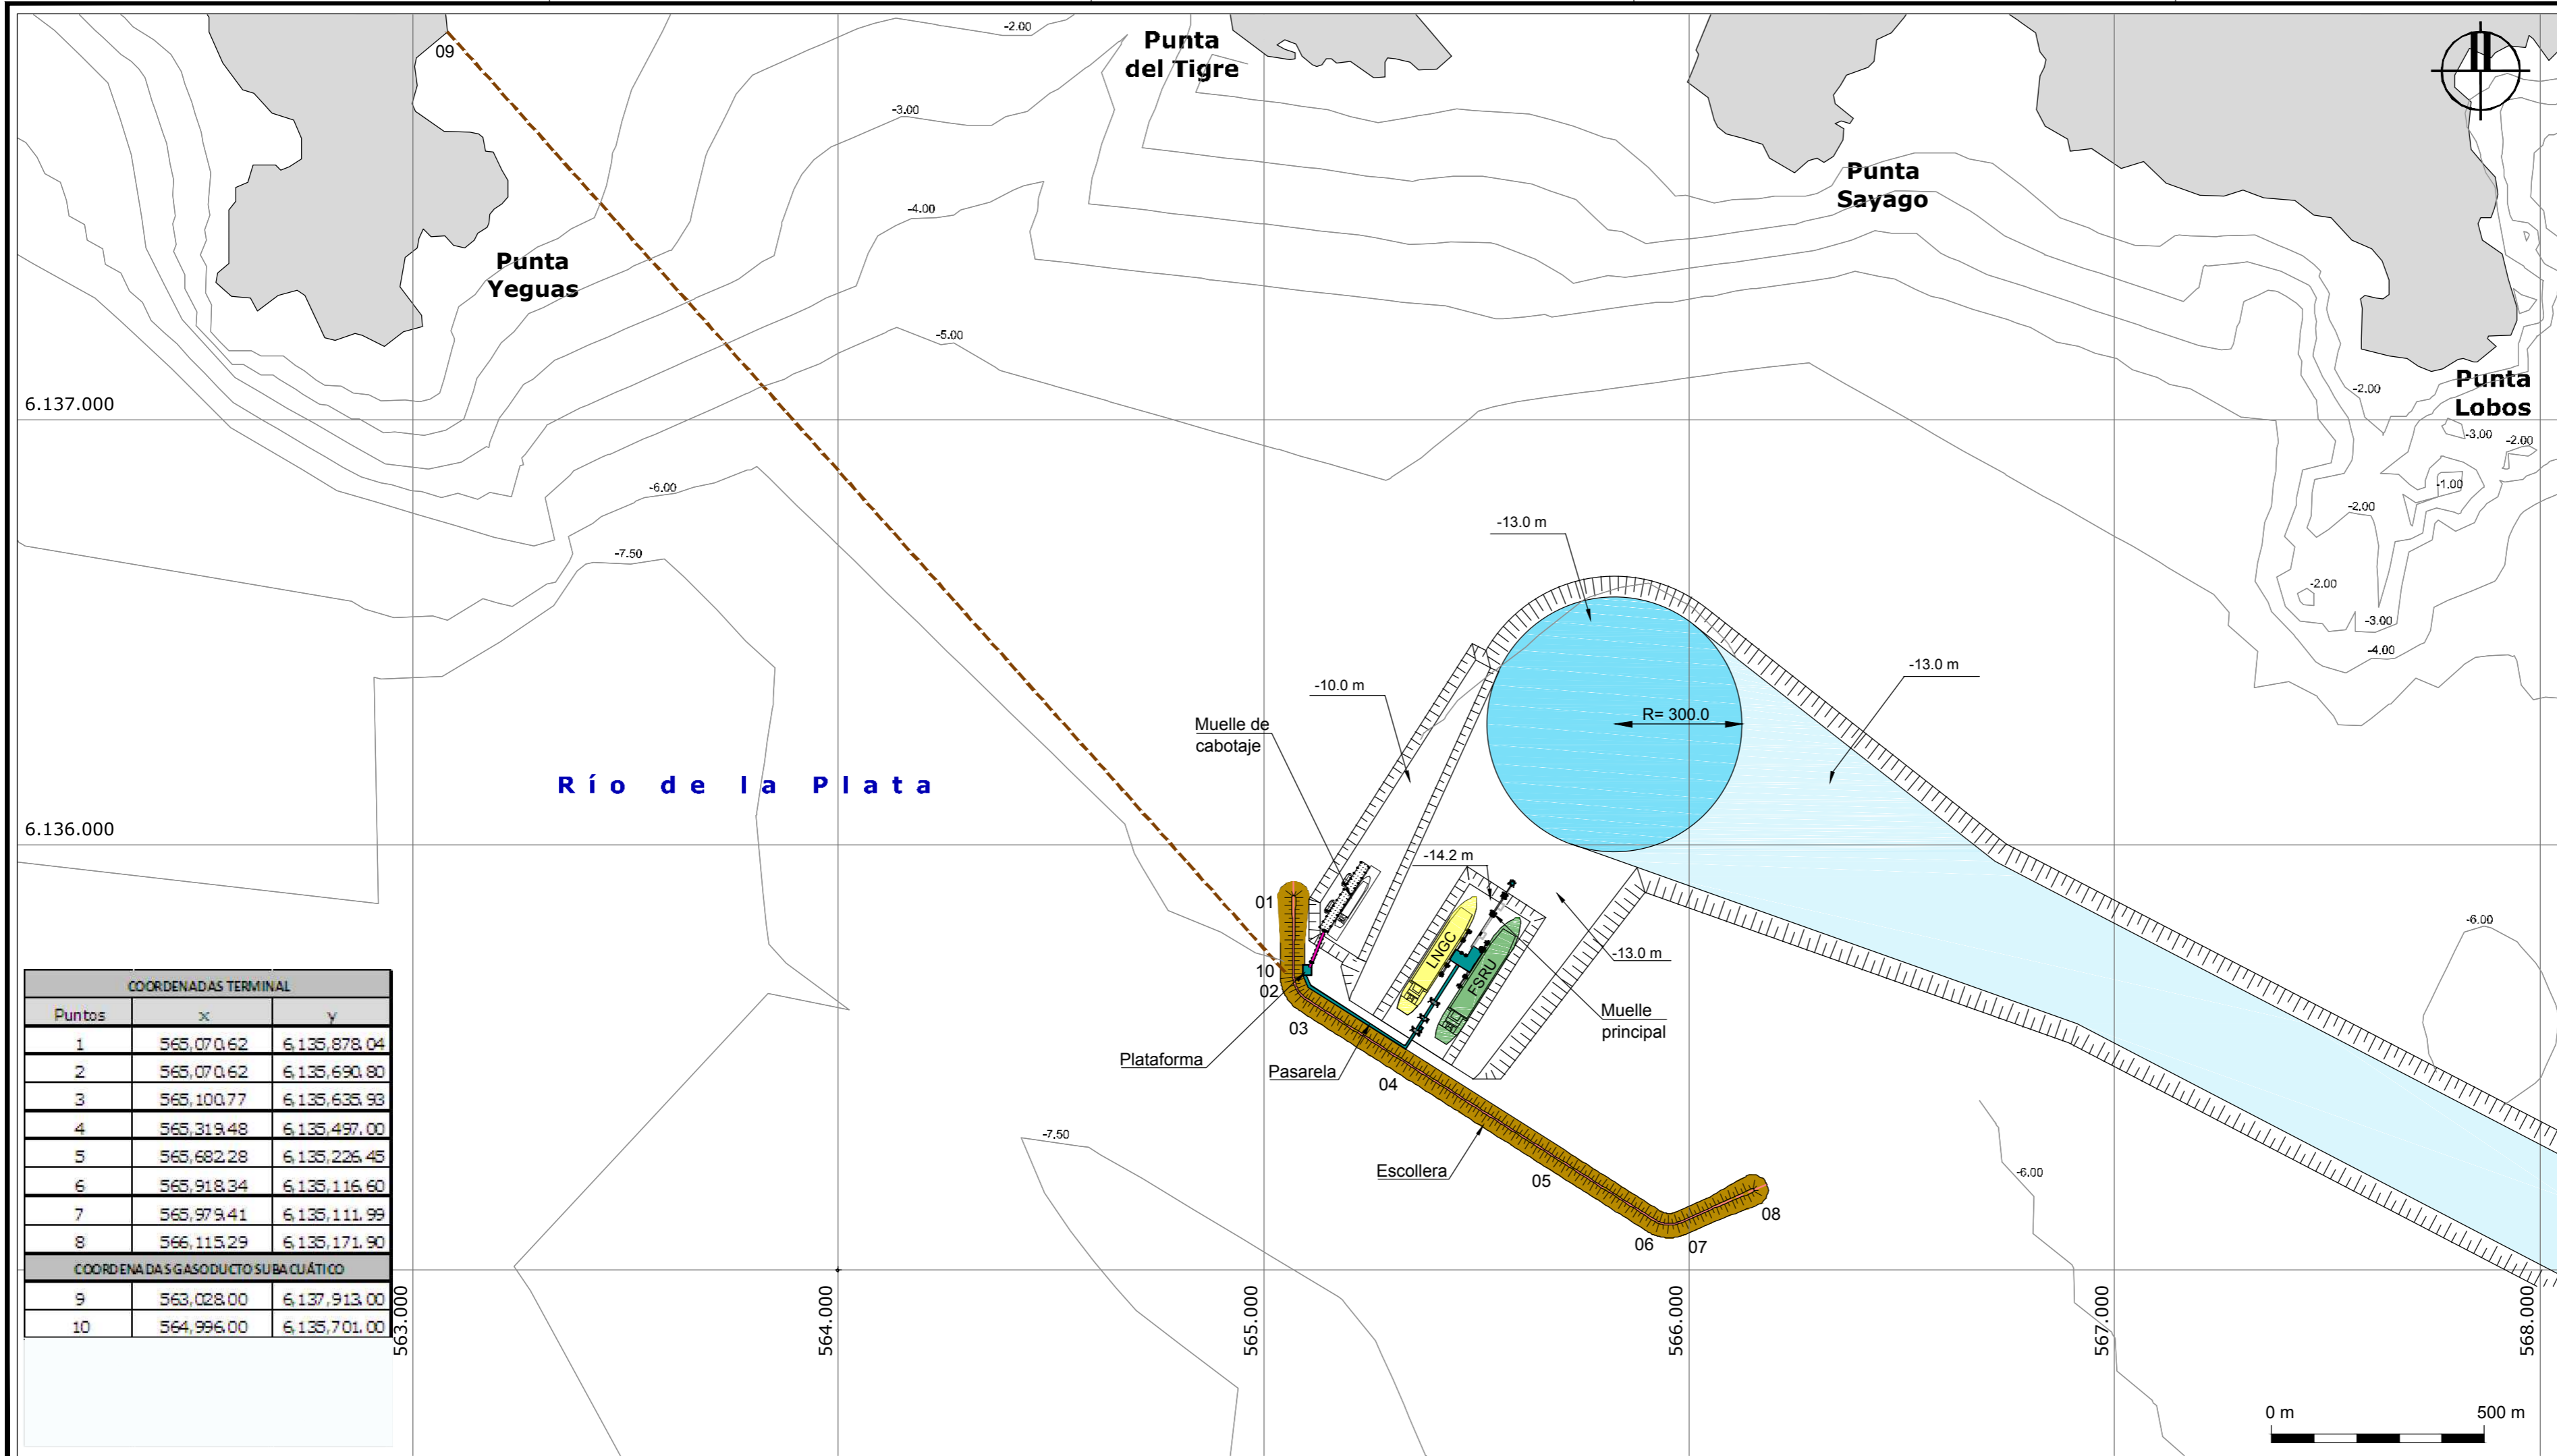 -2.00
Punta
del Tigre
09
-3.00
Punta
Sayago
-4.00
Punta
Yeguas
-5.00
6.137.000
-2.00
Punta
Lobos
-3.00
-2.00
-1.00
-6.00
-2.00
-13.0 m
-7.50
-2.00
-3.00
-4.00
-13.0 m
-10.0 m
R= 300.0
Muelle de
cabotaje
Río de la Plata
6.136.000
-14.2 m
01
-6.00
LNGC
FSRU
-13.0 m
10
02
03
Muelle
principal
Plataforma
Pasarela
04
-7.50
Escollera
05
-6.00
08
06
07
COORDENADAS TERMINAL
Puntos x y
1 565,070.62 6,135,878.04
2 565,070.62 6,135,690.80
3 565,100.77 6,135,635.93
4 565,319.48 6,135,497.00
5 565,682.28 6,135,226.45
6 565,918.34 6,135,116.60
7 565,979.41 6,135,111.99
8 566,115.29 6,135,171.90
COORDENADAS GASODUCTO SUBACUÁTICO
9 563,028.00 6,137,913.00
10 564,996.00 6,135,701.00
563.000
564.000
565.000
566.000
567.000
568.000
0 m 500 m